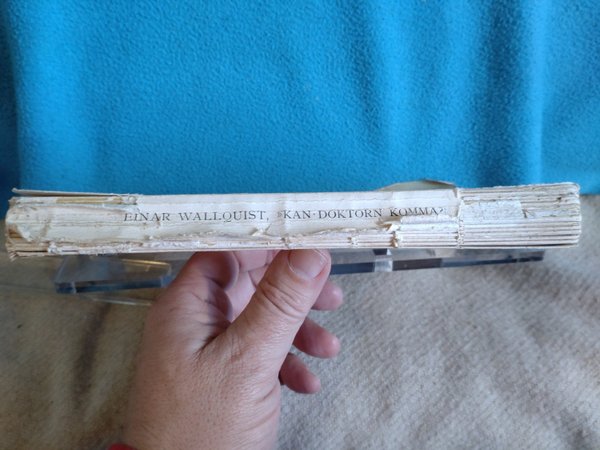 EINAR WALLQUIST, »KAN DOKTORN KOMMA?